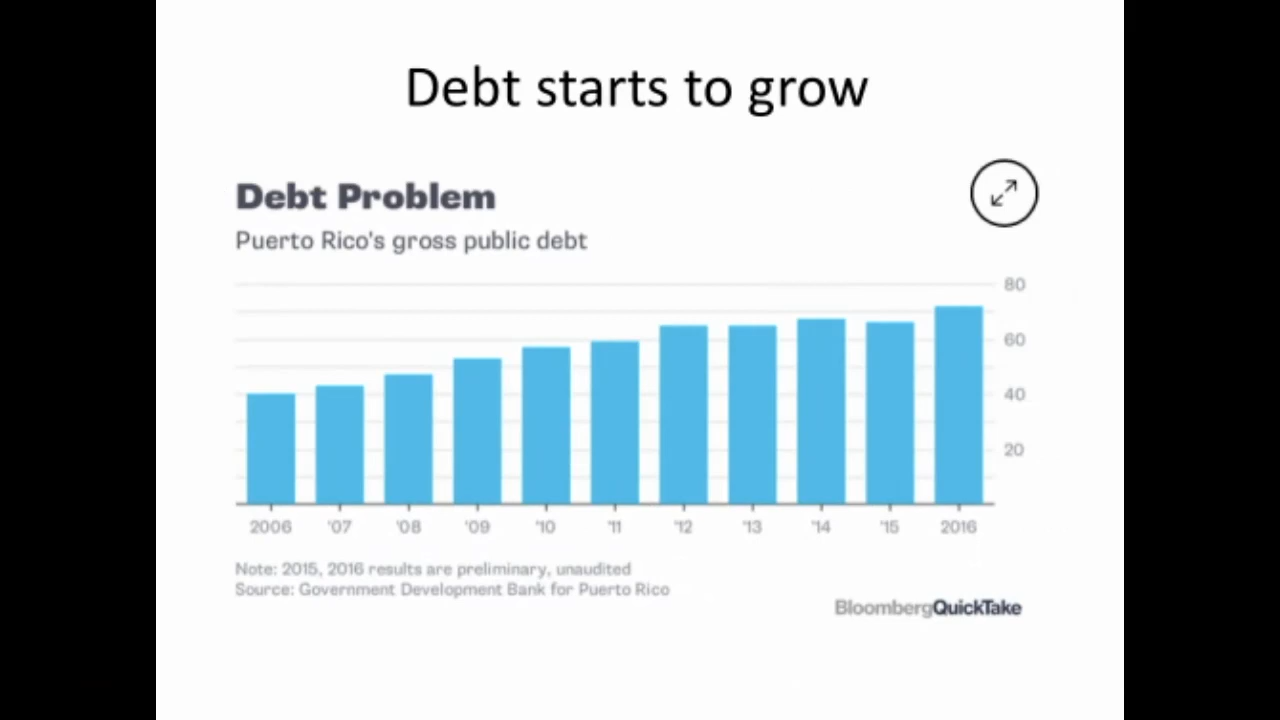 Debt starts to grow
Debt Problem
Puerto Rico's gross public debt
80
60
40
20
2006 '07 '08 '09 '10 '11 '12 '13 '14 '15 2016
Note: 2015, 2016 results are preliminary, unaudited
Source: Government Development Bank for Puerto Rico
BloombergQuickTake